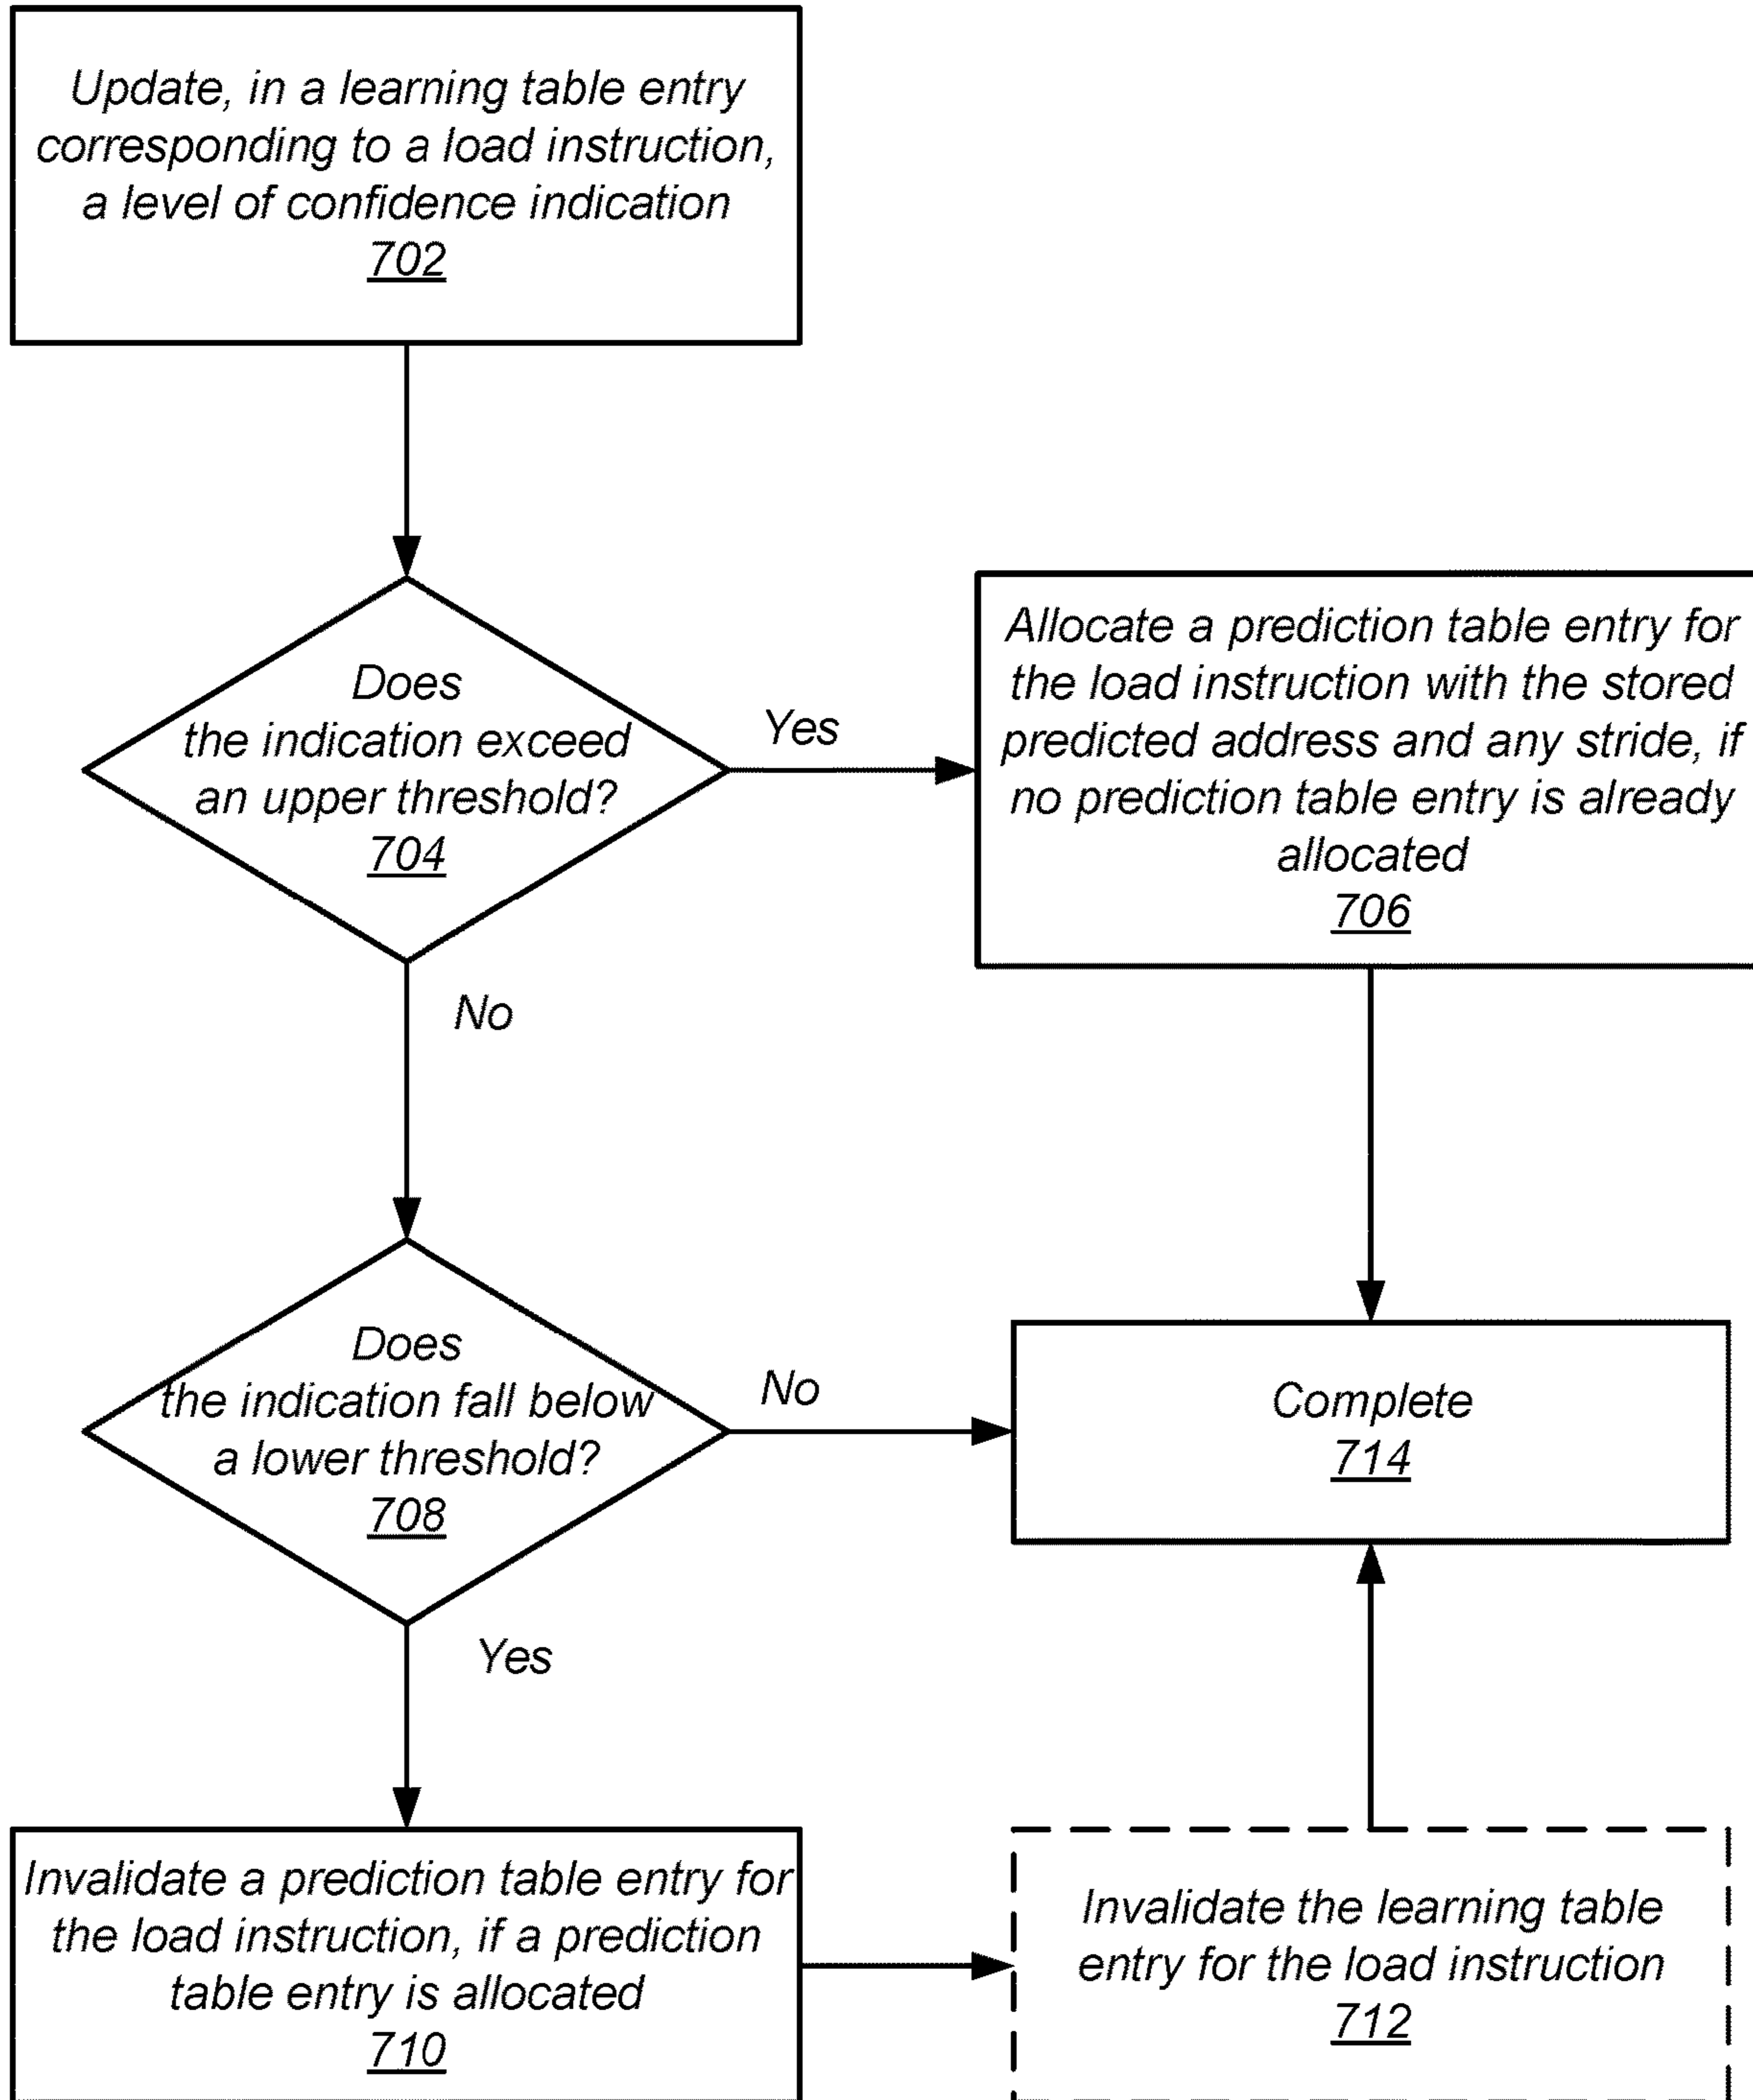 Update, in a learning table entry
corresponding to a load instruction,
a level of confidence indication
702
Does
the indication exceed
an upper threshold?
704
Yes
Allocate a prediction table entry for
the load instruction with the stored
predicted address and any stride, if
no prediction table entry is already
allocated
706
No
Does
the indication fall below
a lower threshold?
708
No
Complete
714
Yes
Invalidate a prediction table entry for
the load instruction, if a prediction
table entry is allocated
710
Invalidate the learning table
entry for the load instruction
712